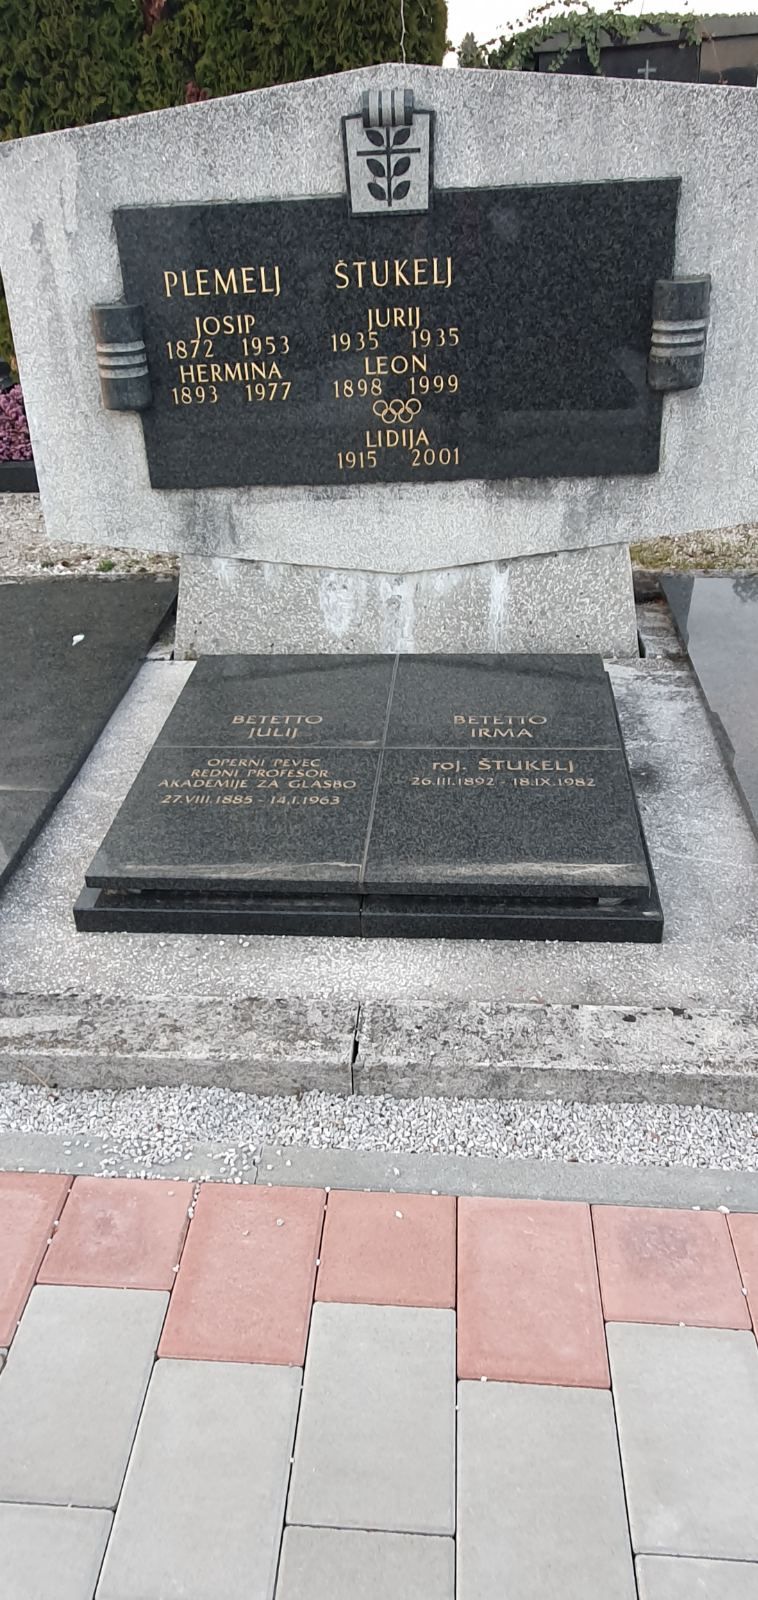 PLEMELJ
JOSIP
1872 1953
HERMINA
1893 1977
ŠTUKELJ
JURIJ
1935 1935
LEON
1898 1999
LIDIJA
1915 2001
BETETTO
JULIJ
OPERNI PEVEC
REDNI PROFESOR
AKADEMIJE ZA GLASBO
27.VIII.1885 - 14.I.1963
BETETTO
IRMA
roj. ŠTUKELJ
26.III.1892 - 18.IX.1982